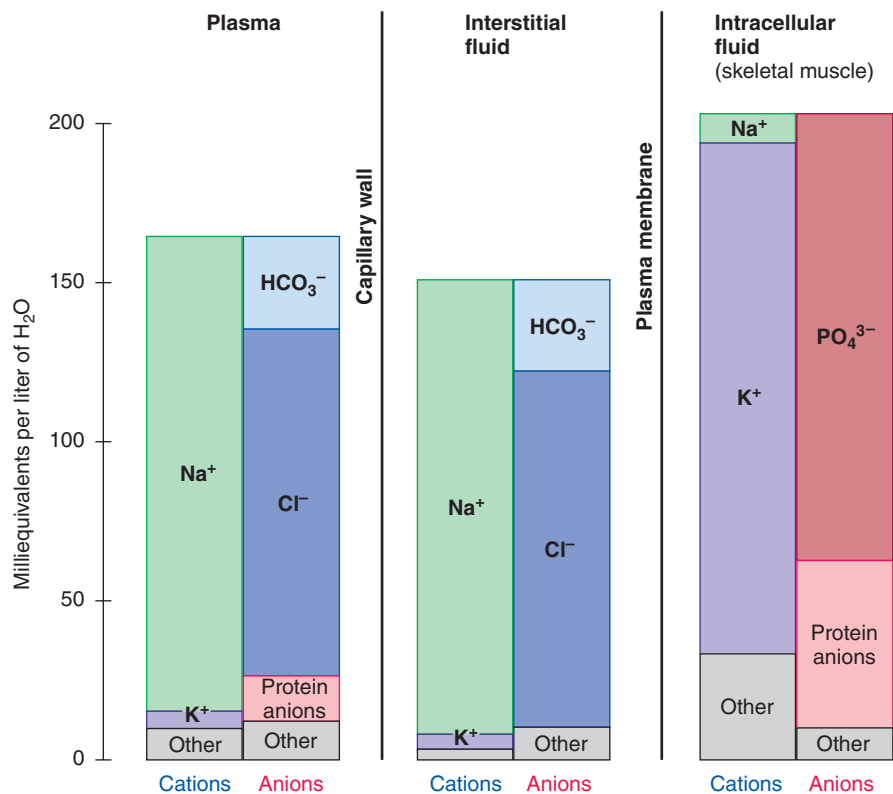 Plasma
Interstitial
fluid
Intracellular
fluid
(skeletal muscle)
Milliequivalents per liter of H₂O
200
150
100
50
0
Capillary wall
Plasma membrane
HCO₃⁻
Na⁺
Cl⁻
Protein
anions
K⁺
Other
Other
HCO₃⁻
Na⁺
Cl⁻
K⁺
Other
Na⁺
PO₄³⁻
K⁺
Protein
anions
Other
Other
Cations Anions
Cations Anions
Cations Anions